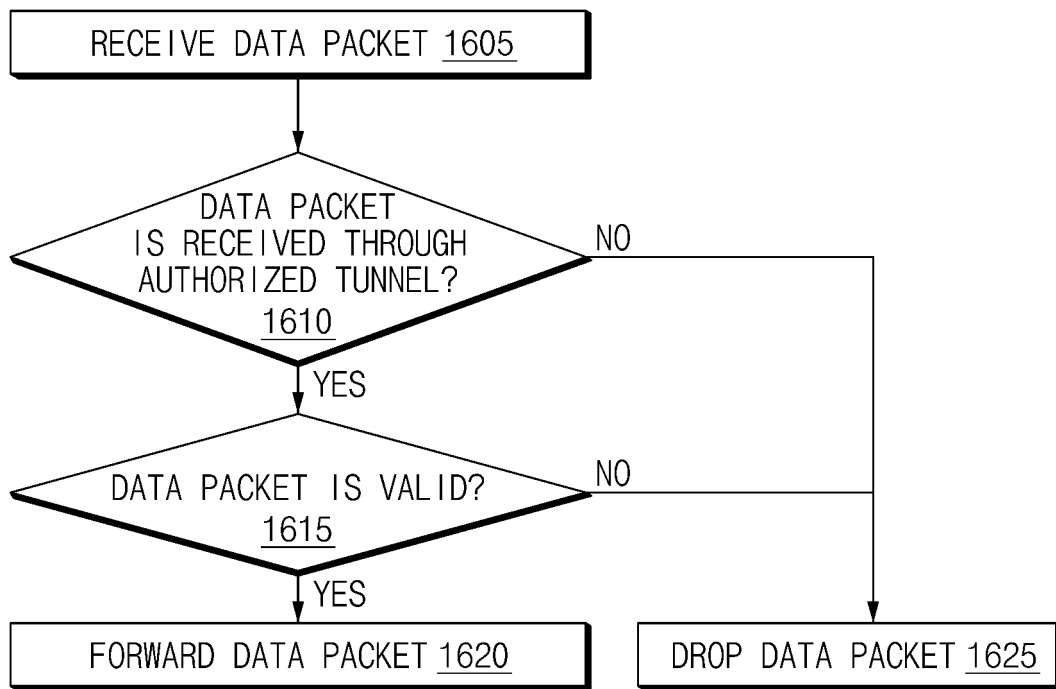 RECEIVE DATA PACKET 1605
DATA PACKET
IS RECEIVED THROUGH
AUTHORIZED TUNNEL?
1610
NO
YES
DATA PACKET IS VALID?
1615
NO
YES
FORWARD DATA PACKET 1620
DROP DATA PACKET 1625